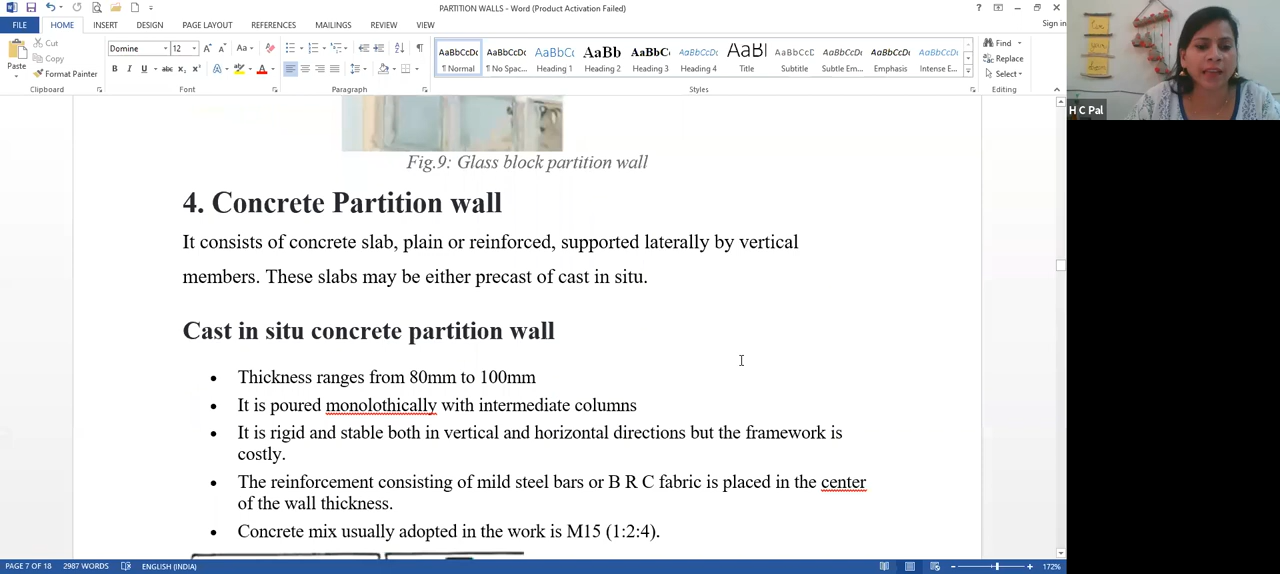 PARTITION WALLS - Word (Product Activation Failed)
FILE HOME INSERT DESIGN PAGE LAYOUT REFERENCES MAILINGS REVIEW VIEW Sign in
Paste Cut Copy Format Painter
Domine 12
AaBbCcDc AaBbCcDc AaBbCc AaBb AaBbC AaBbCcDc AaBl AaBbCcD AaBbCcDc AaBbCcDc AaBbCcDc
¶ Normal ¶ No Spac... Heading 1 Heading 2 Heading 3 Heading 4 Title Subtitle Subtle Em... Emphasis Intense E...
Find Replace Select
Clipboard Font Paragraph Styles Editing
H C Pal
Fig.9: Glass block partition wall
4. Concrete Partition wall
It consists of concrete slab, plain or reinforced, supported laterally by vertical
members. These slabs may be either precast of cast in situ.
Cast in situ concrete partition wall
• Thickness ranges from 80mm to 100mm
• It is poured monolothically with intermediate columns
• It is rigid and stable both in vertical and horizontal directions but the framework is
costly.
• The reinforcement consisting of mild steel bars or B R C fabric is placed in the center
of the wall thickness.
• Concrete mix usually adopted in the work is M15 (1:2:4).
PAGE 7 OF 18 2987 WORDS ENGLISH (INDIA) 172%